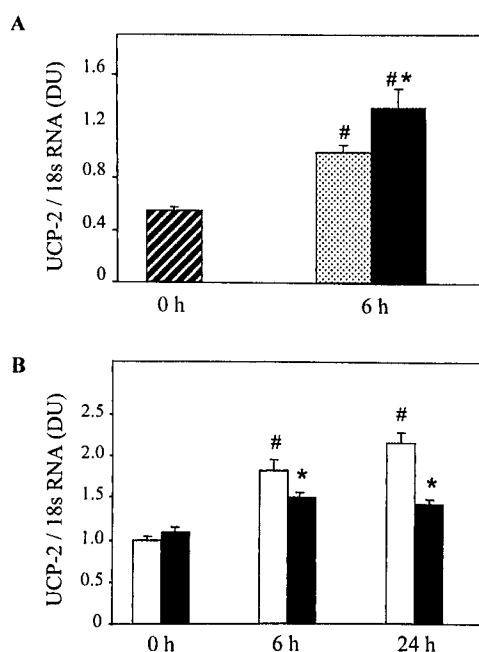 A
UCP-2 / 18s RNA (DU)
1.6
1.2
0.8
0.4
0
#
#*
0 h
6 h
B
UCP-2 / 18s RNA (DU)
2.5
2.0
1.5
1.0
0.5
0
#
*
#
*
0 h
6 h
24 h